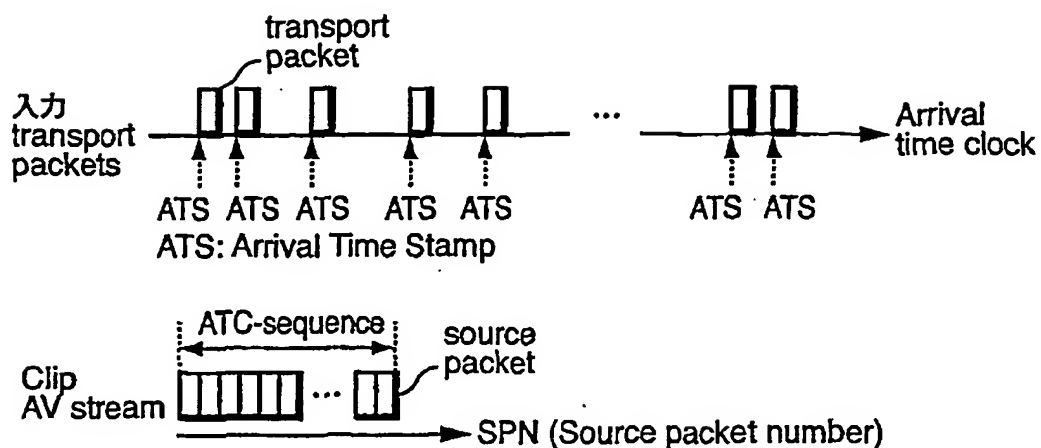 transport
packet
入力
transport
packets
...
Arrival
time clock
ATS ATS ATS ATS ATS ATS ATS
ATS: Arrival Time Stamp
ATC-sequence
source
packet
Clip
AV stream
...
SPN (Source packet number)